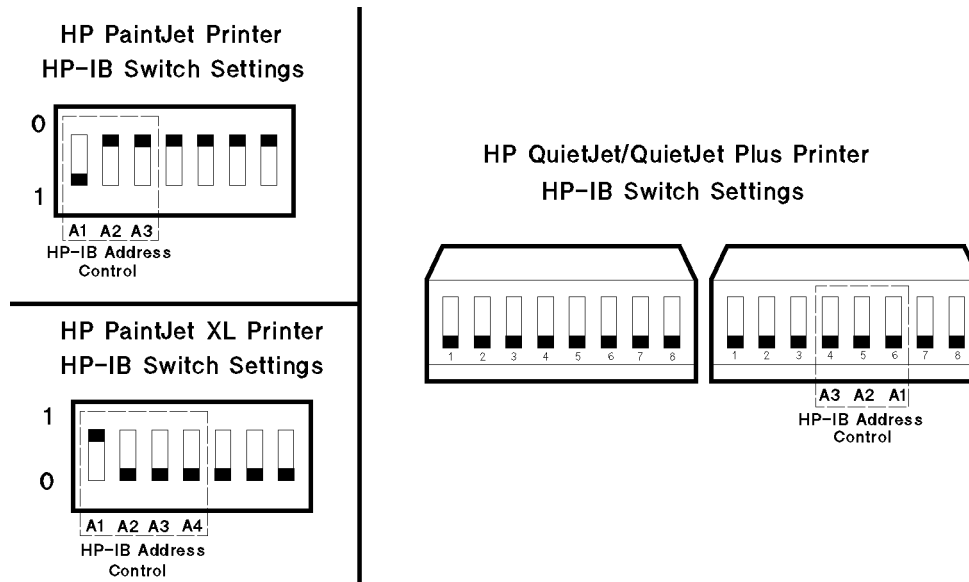 HP PaintJet Printer
HP-IB Switch Settings
0
1
A1 A2 A3
HP-IB Address
Control
HP PaintJet XL Printer
HP-IB Switch Settings
1
0
A1 A2 A3 A4
HP-IB Address
Control
HP QuietJet/QuietJet Plus Printer
HP-IB Switch Settings
1 2 3 4 5 6 7 8
1 2 3 4 5 6 7 8
A3 A2 A1
HP-IB Address
Control